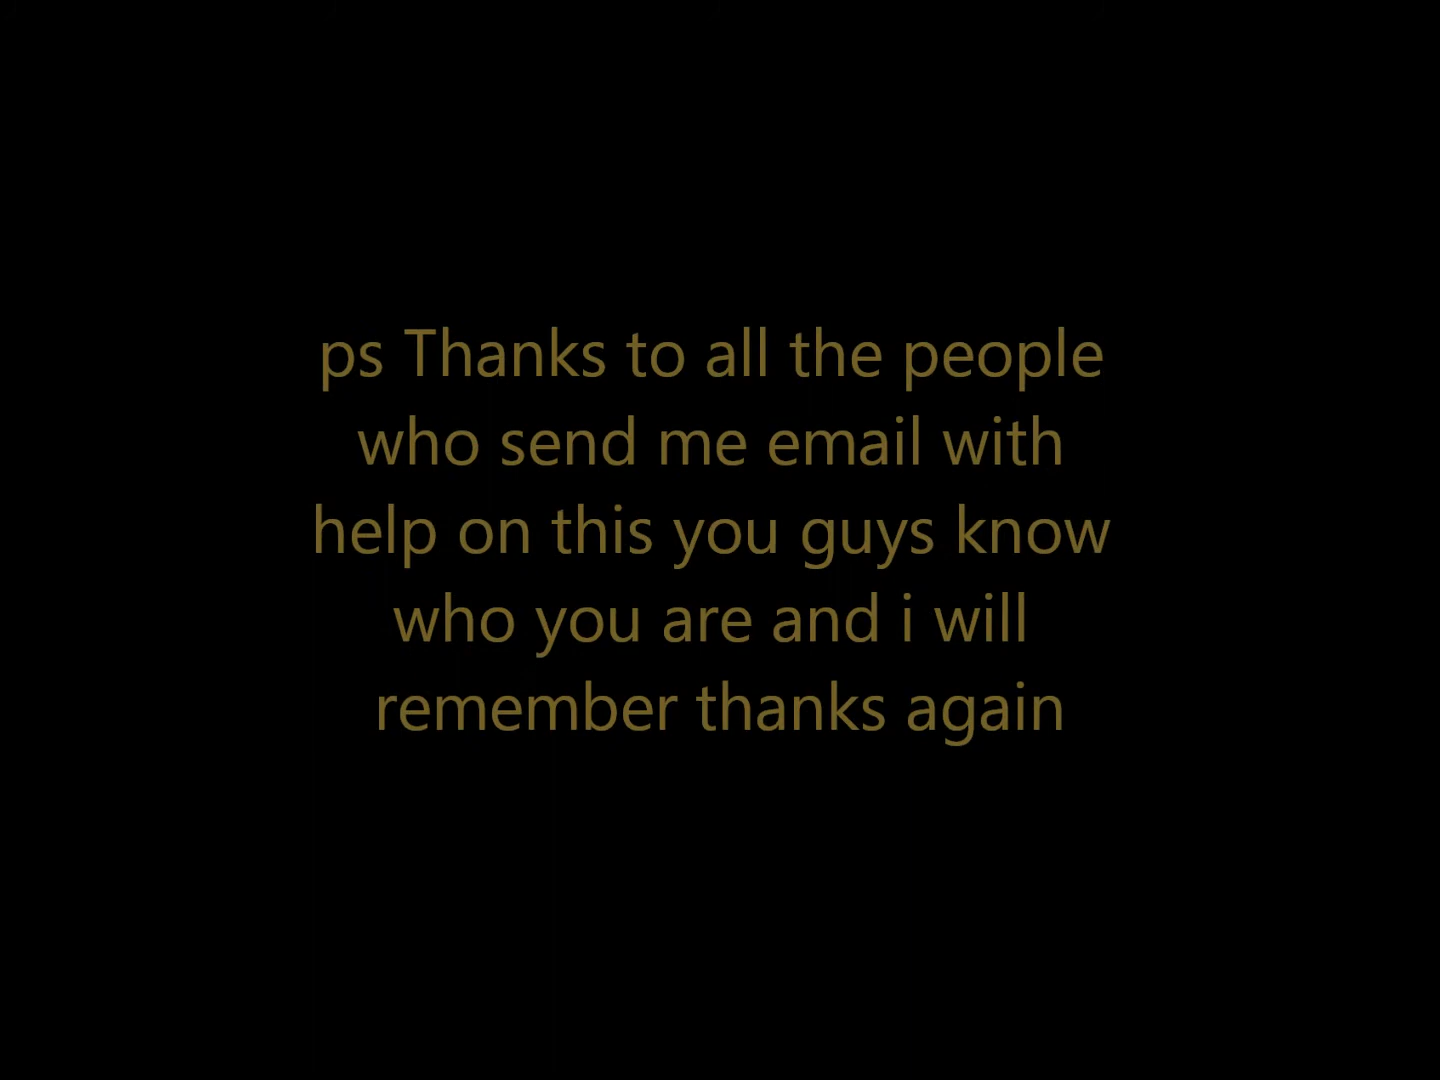 ps Thanks to all the people
who send me email with
help on this you guys know
who you are and i will
remember thanks again